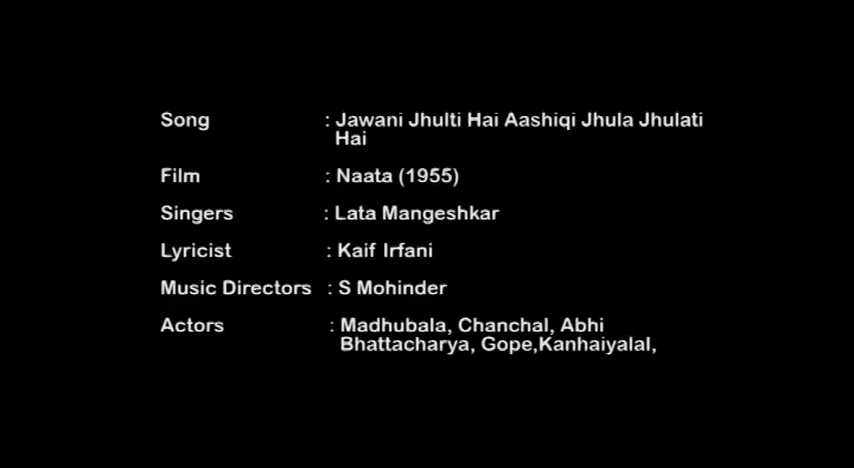 Song : Jawani Jhulti Hai Aashiqi Jhula Jhulati
Hai
Film : Naata (1955)
Singers : Lata Mangeshkar
Lyricist : Kaif Irfani
Music Directors : S Mohinder
Actors : Madhubala, Chanchal, Abhi
Bhattacharya, Gope,Kanhaiyalal,